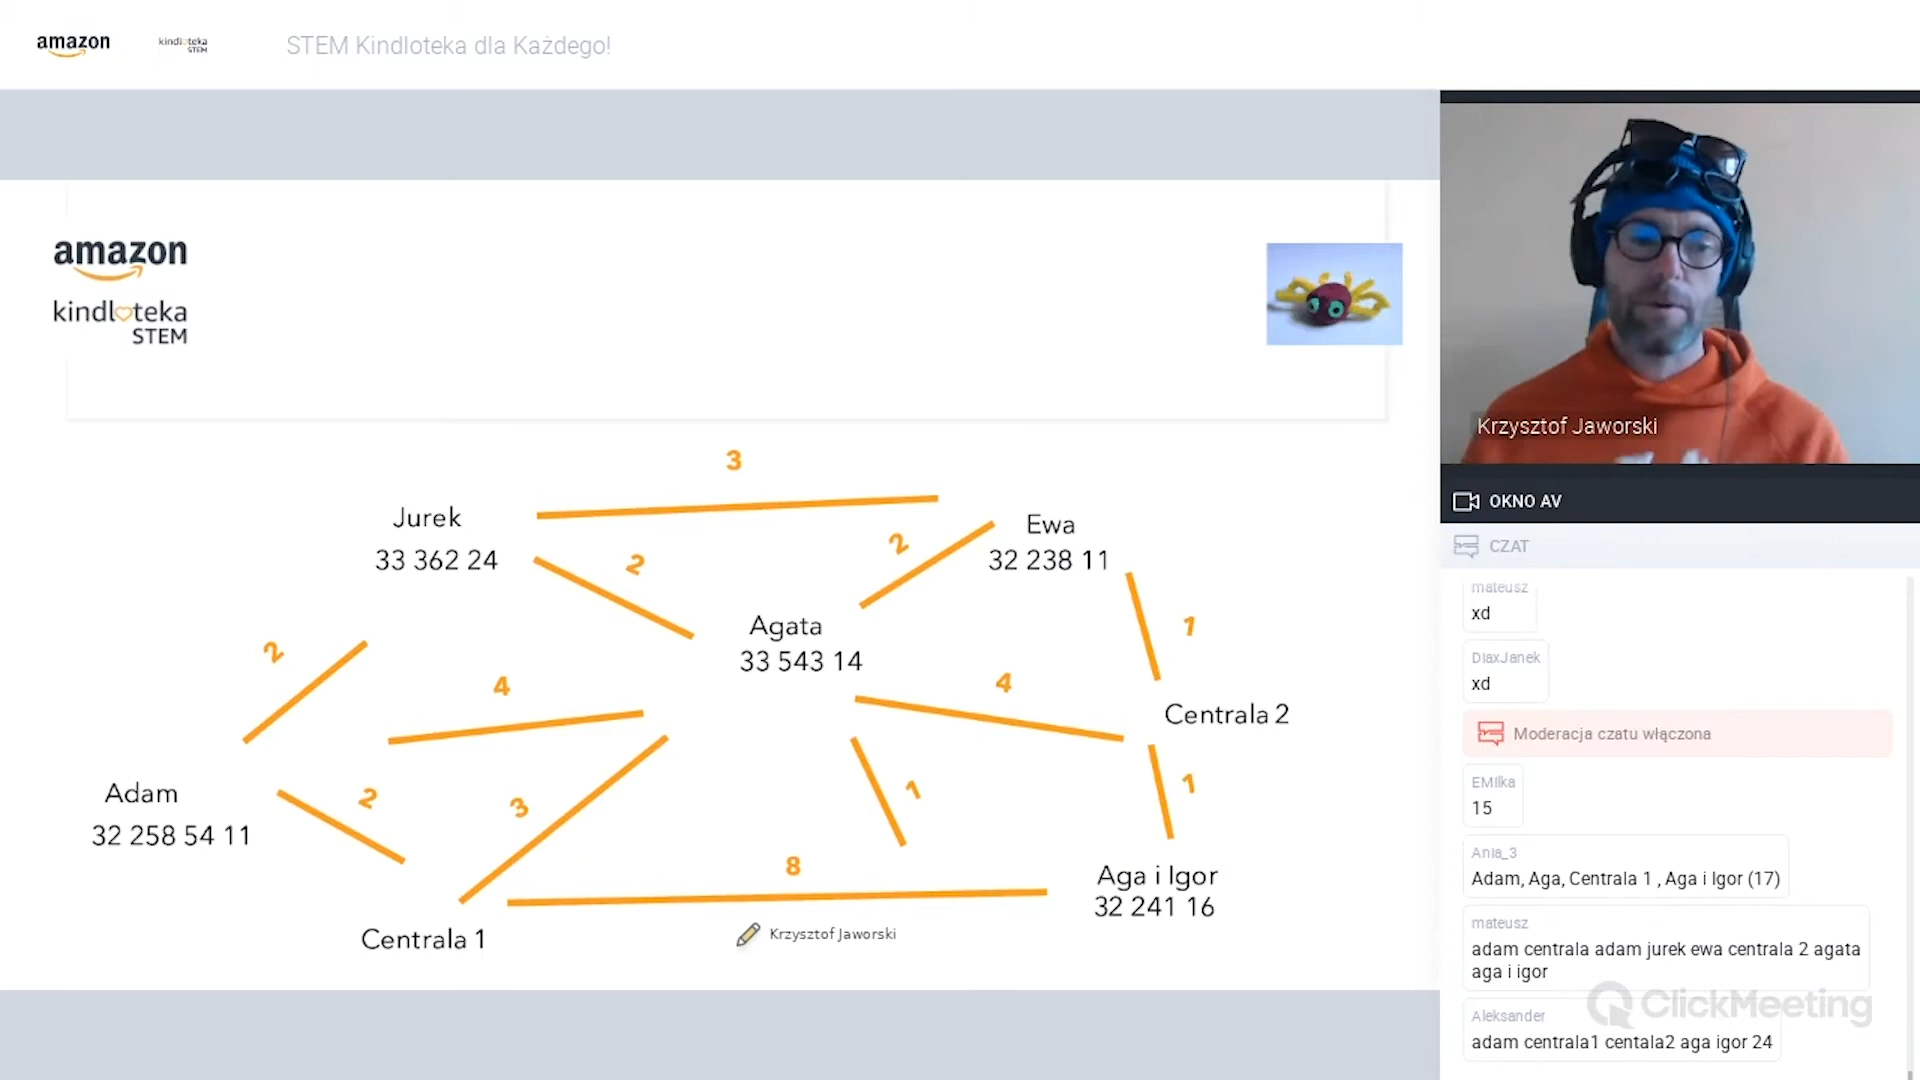 amazon
kindloteka
STEM
STEM Kindloteka dla Każdego!
amazon
kindloteka
STEM
3
Jurek
33 362 24
2
2
Ewa
32 238 11
Agata
33 543 14
1
2
4
4
Centrala 2
Adam
32 258 54 11
2
3
1
1
8
Aga i Igor
32 241 16
Centrala 1
Krzysztof Jaworski
Krzysztof Jaworski
OKNO AV
CZAT
mateusz
xd
DlaxJanek
xd
Moderacja czatu włączona
EMIlka
15
Ania_3
Adam, Aga, Centrala 1 , Aga i Igor (17)
mateusz
adam centrala adam jurek ewa centrala 2 agata
aga i igor
ClickMeeting
Aleksander
adam centrala1 centala2 aga igor 24